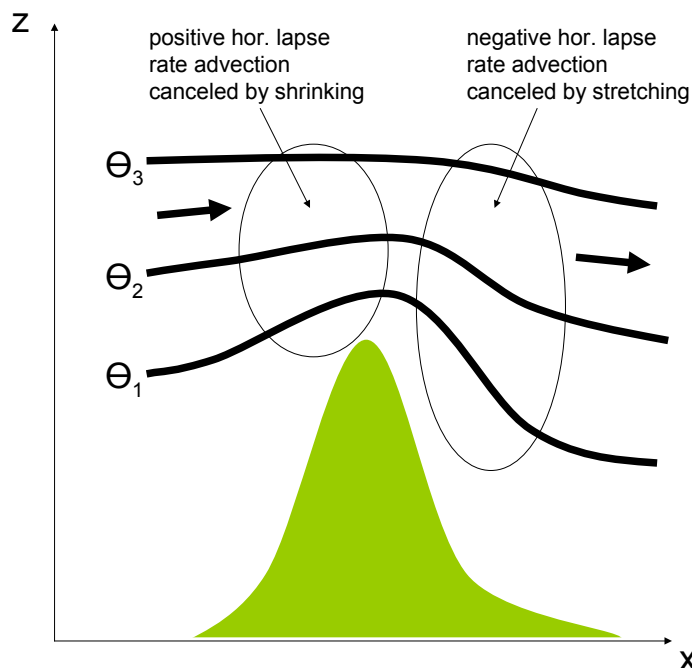 z
positive hor. lapse
rate advection
canceled by shrinking
negative hor. lapse
rate advection
canceled by stretching
Θ3
Θ2
Θ1
x